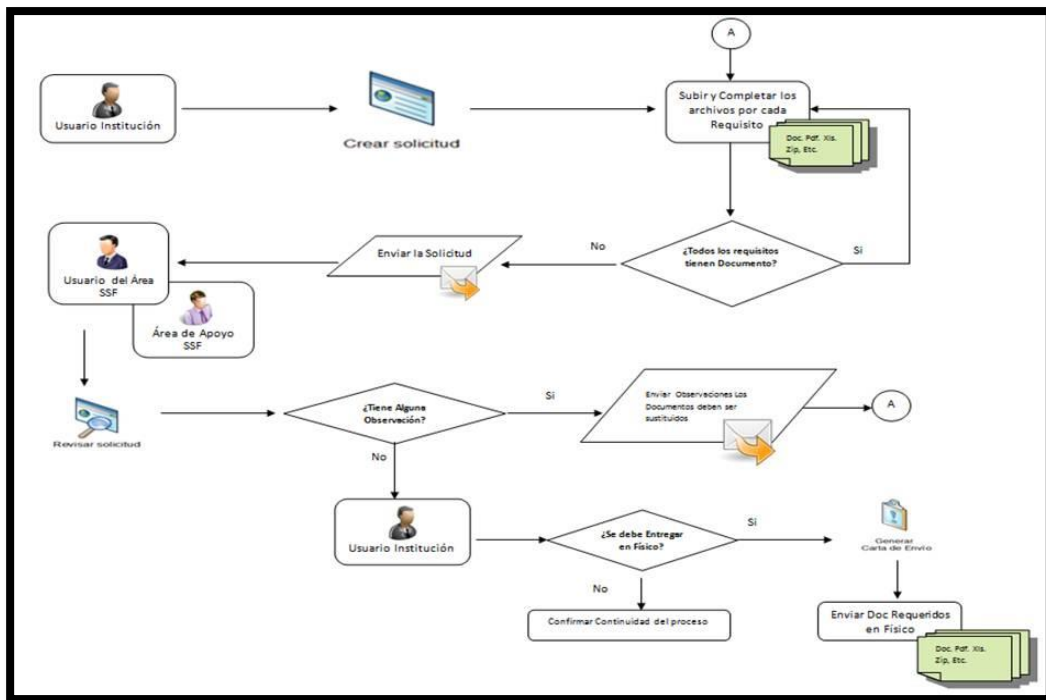 A
Usuario Institución
Crear solicitud
Subir y Completar los
archivos por cada
Requisito
Doc. Pdf. Xls.
Zip, Etc.
¿Todos los requisitos
tienen Documento?
Si
No
Enviar la Solicitud
Usuario del Área
SSF
Área de Apoyo
SSF
Revisar solicitud
¿Tiene Alguna
Observación?
Si
Enviar Observaciones Los
Documentos deben ser
sustituidos
A
No
Usuario Institución
¿Se debe Entregar
en Físico?
Si
Generar
Carta de Envío
No
Confirmar Continuidad del proceso
Enviar Doc Requeridos
en Físico
Doc. Pdf. Xls.
Zip, Etc.